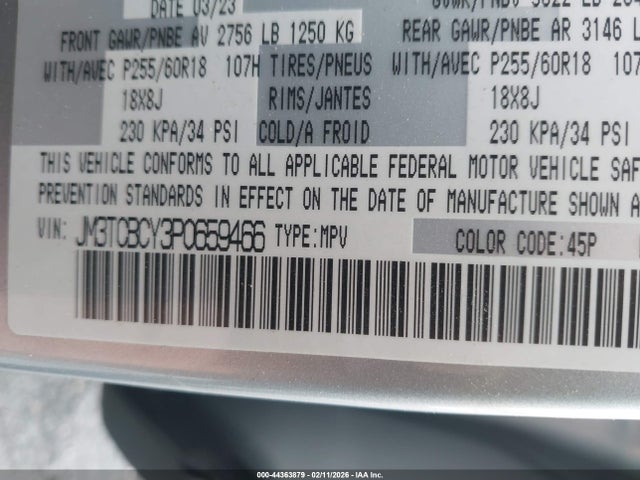 DATE 03/23 GVWR/PNBV 5822 LB
FRONT GAWR/PNBE AV 2756 LB 1250 KG REAR GAWR/PNBE AR 3146 L
WITH/AVEC P255/60R18 107H TIRES/PNEUS WITH/AVEC P255/60R18 107
18X8J RIMS/JANTES 18X8J
230 KPA/34 PSI COLD/A FROID 230 KPA/34 PSI
THIS VEHICLE CONFORMS TO ALL APPLICABLE FEDERAL MOTOR VEHICLE SAF
PREVENTION STANDARDS IN EFFECT ON THE DATE OF MANUFACTURE SHOWN A
VIN: JM3TCBCY3P0659466 TYPE:MPV COLOR CODE:45P
000-44363879 - 02/11/2026 - IAA Inc.